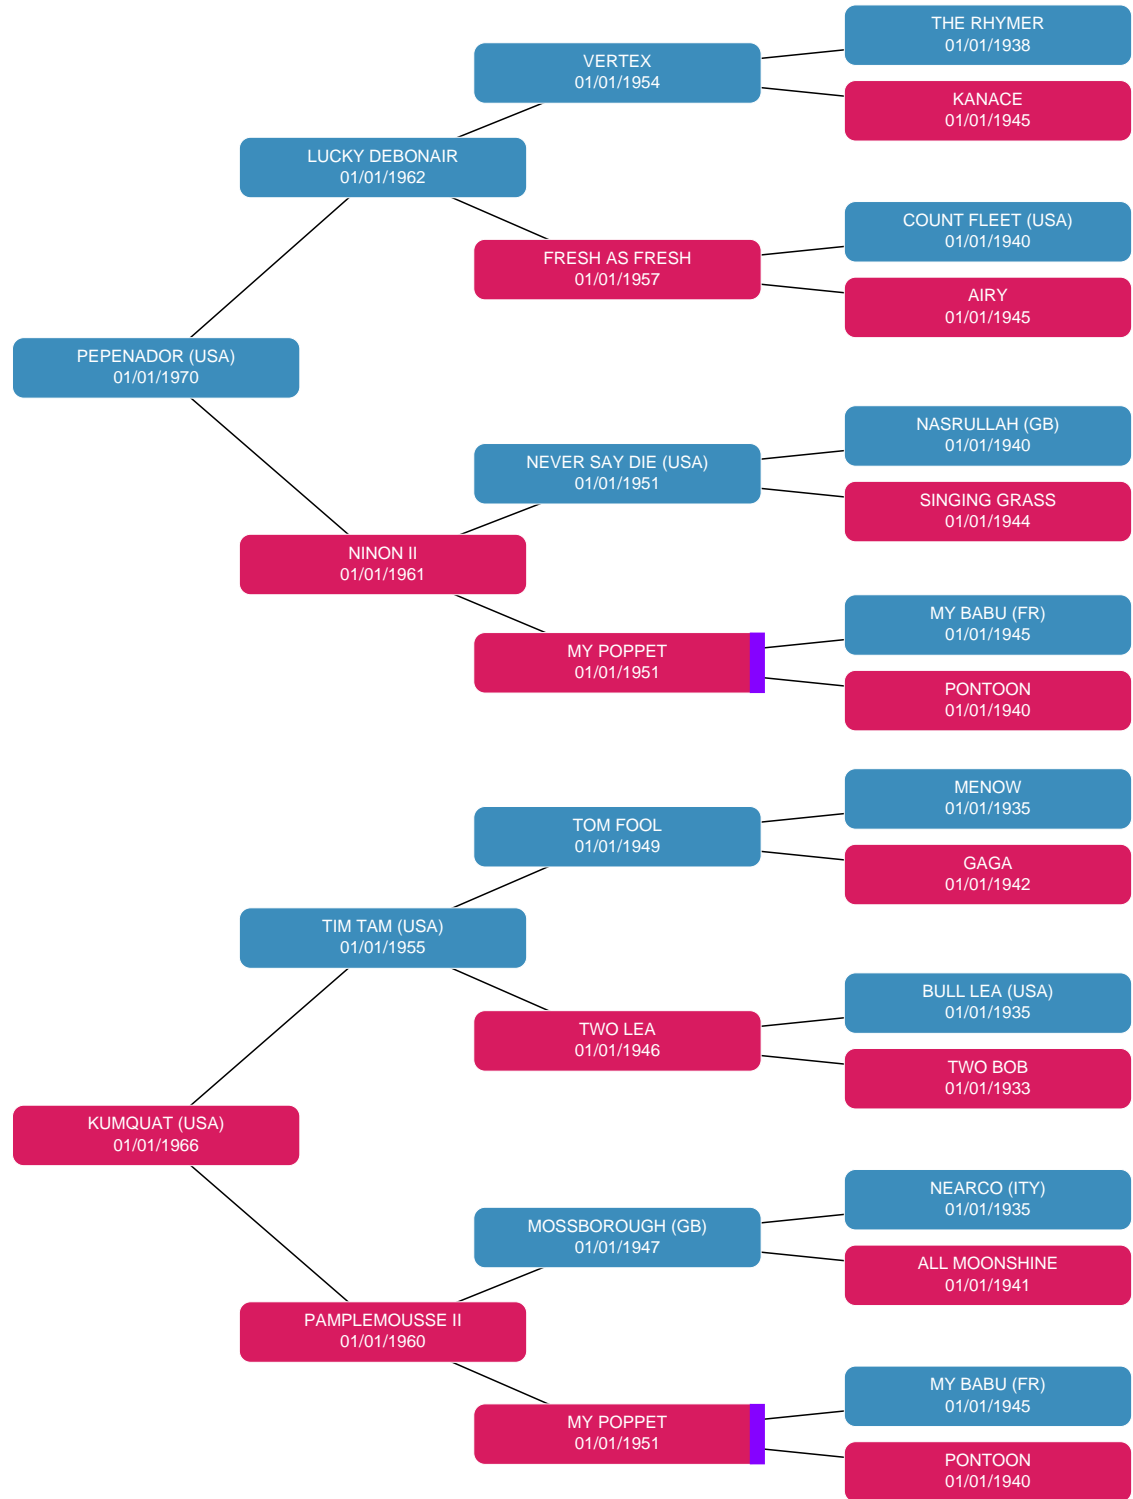 THE RHYMER
01/01/1938
VERTEX
01/01/1954
KANACE
01/01/1945
LUCKY DEBONAIR
01/01/1962
COUNT FLEET (USA)
01/01/1940
FRESH AS FRESH
01/01/1957
AIRY
01/01/1945
PEPENADOR (USA)
01/01/1970
NASRULLAH (GB)
01/01/1940
NEVER SAY DIE (USA)
01/01/1951
SINGING GRASS
01/01/1944
NINON II
01/01/1961
MY BABU (FR)
01/01/1945
MY POPPET
01/01/1951
PONTOON
01/01/1940
MENOW
01/01/1935
TOM FOOL
01/01/1949
GAGA
01/01/1942
TIM TAM (USA)
01/01/1955
BULL LEA (USA)
01/01/1935
TWO LEA
01/01/1946
TWO BOB
01/01/1933
KUMQUAT (USA)
01/01/1966
NEARCO (ITY)
01/01/1935
MOSSBOROUGH (GB)
01/01/1947
ALL MOONSHINE
01/01/1941
PAMPLEMOUSSE II
01/01/1960
MY BABU (FR)
01/01/1945
MY POPPET
01/01/1951
PONTOON
01/01/1940